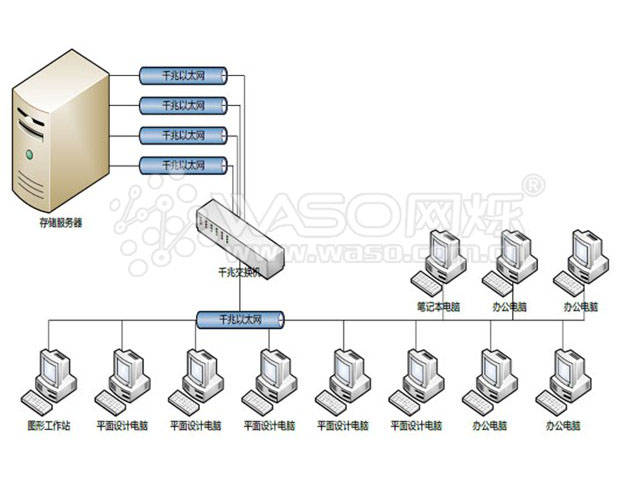 千兆以太网
千兆以太网
千兆以太网
千兆以太网
存储服务器
WASO网烁®
www.waso.com.cn
千兆交换机
笔记本电脑 办公电脑 办公电脑
千兆以太网
图形工作站 平面设计电脑 平面设计电脑 平面设计电脑 平面设计电脑 平面设计电脑 办公电脑 办公电脑